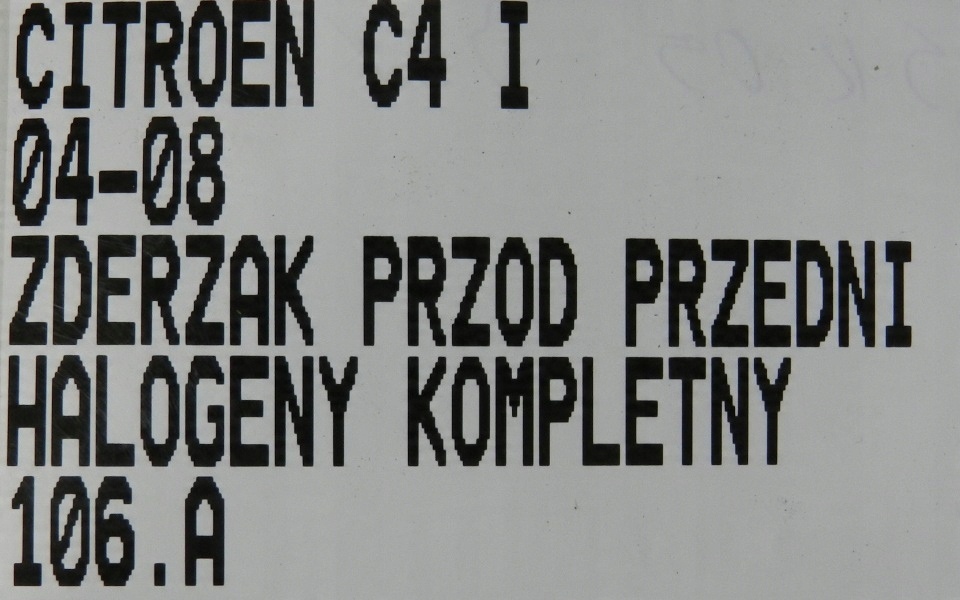 CITROEN C4 I
04-08
ZDERZAK PRZOD PRZEDNI
HALOGENY KOMPLETNY
106.A